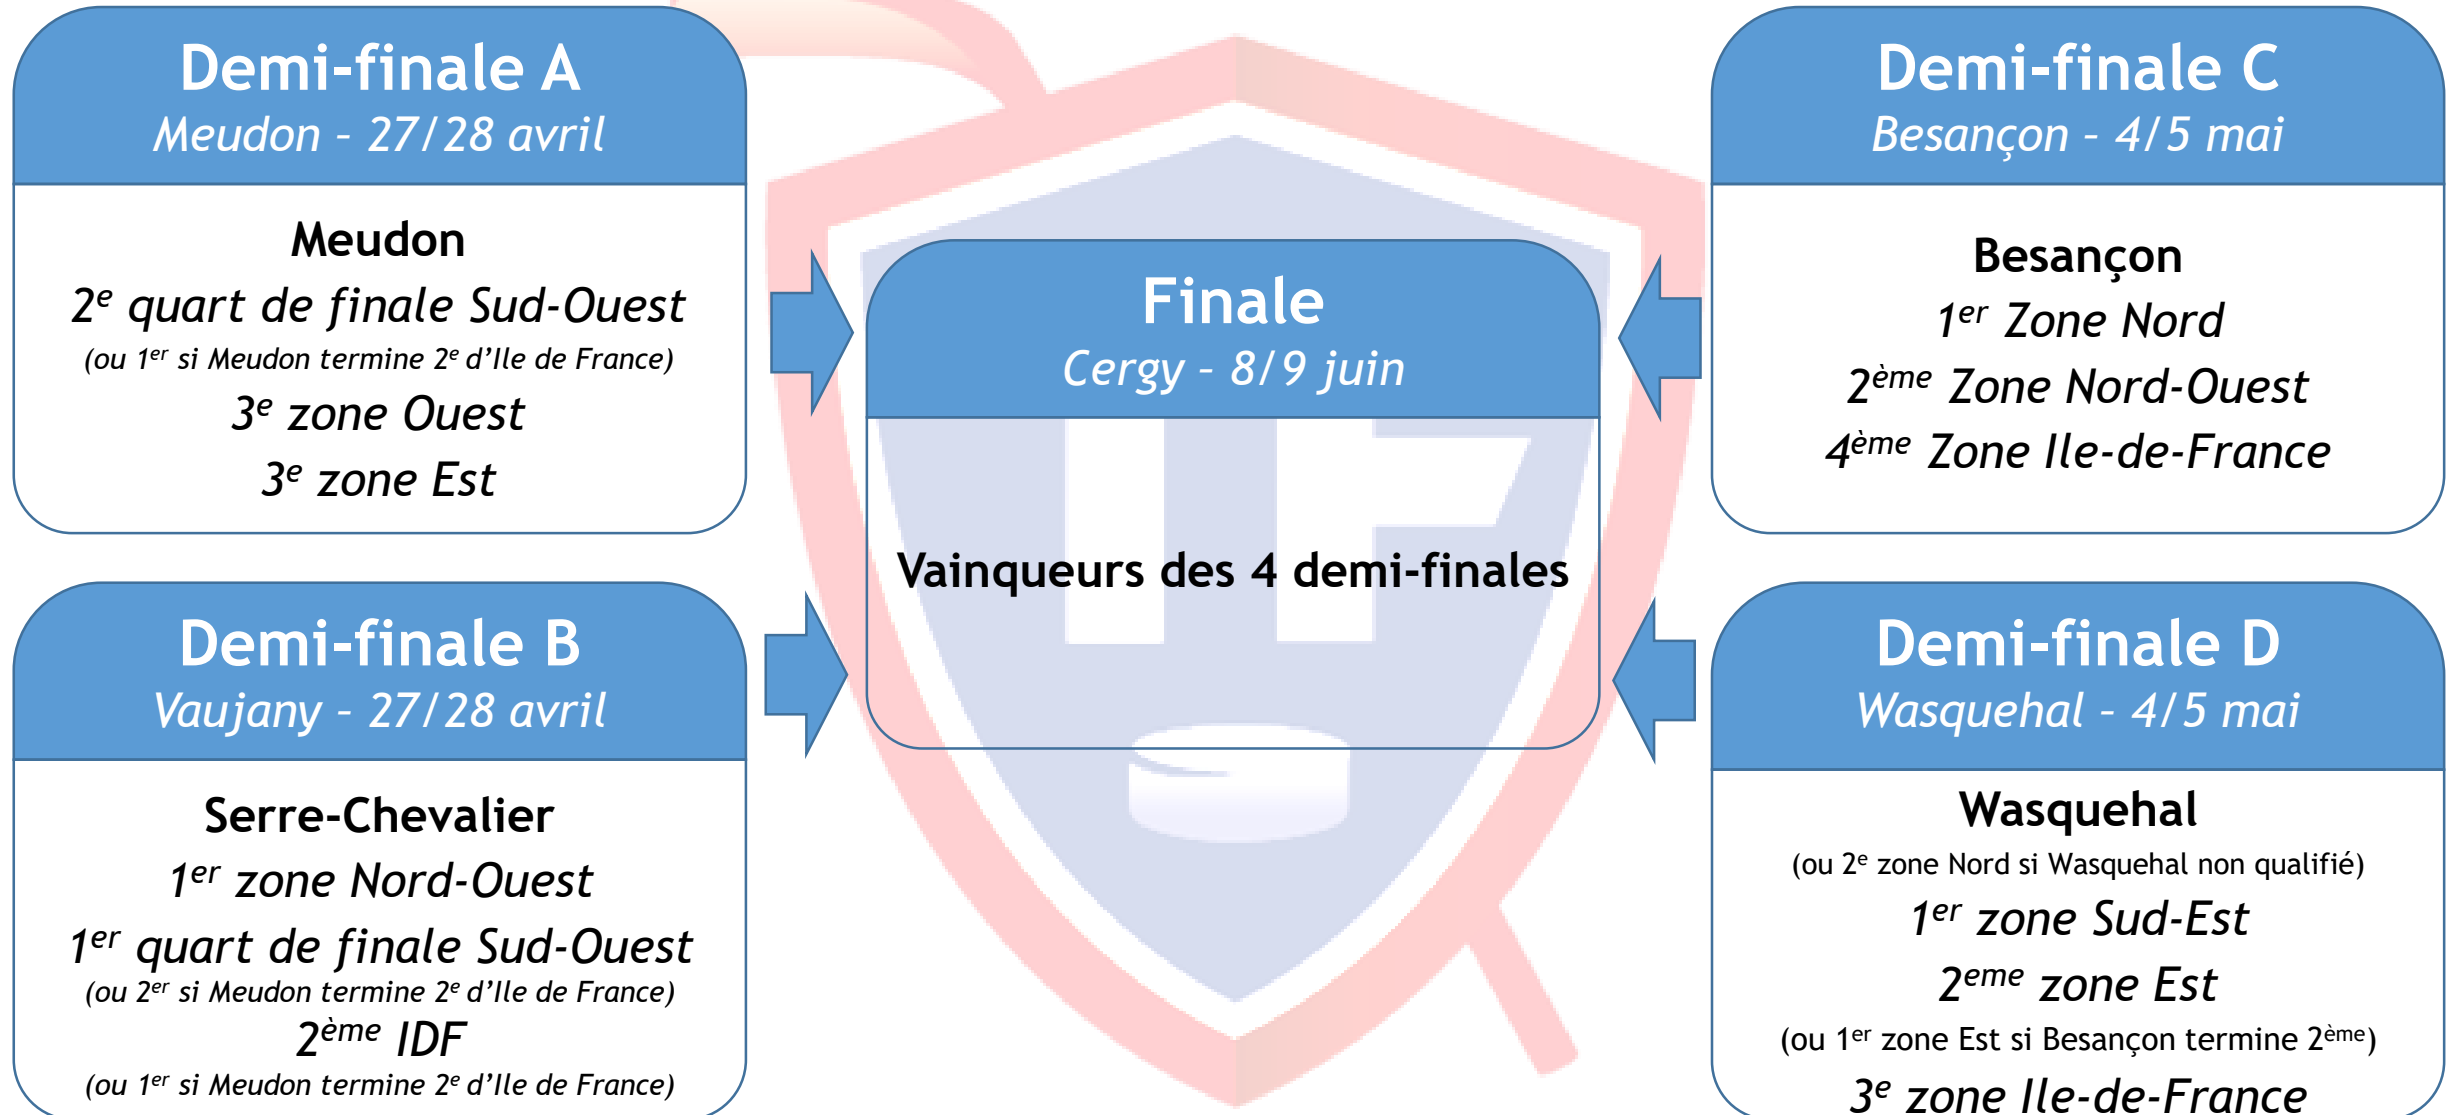 Demi-finale A
Meudon – 27/28 avril
Meudon
2e quart de finale Sud-Ouest
(ou 1er si Meudon termine 2e d'Ile de France)
3e zone Ouest
3e zone Est
Demi-finale B
Vaujany – 27/28 avril
Serre-Chevalier
1er zone Nord-Ouest
1er quart de finale Sud-Ouest
(ou 2er si Meudon termine 2e d'Ile de France)
2ème IDF
(ou 1er si Meudon termine 2e d'Ile de France)
Finale
Cergy – 8/9 juin
Vainqueurs des 4 demi-finales
Demi-finale C
Besançon – 4/5 mai
Besançon
1er Zone Nord
2ème Zone Nord-Ouest
4ème Zone Ile-de-France
Demi-finale D
Wasquehal – 4/5 mai
Wasquehal
(ou 2e zone Nord si Wasquehal non qualifié)
1er zone Sud-Est
2eme zone Est
(ou 1er zone Est si Besançon termine 2ème)
3e zone Ile-de-France